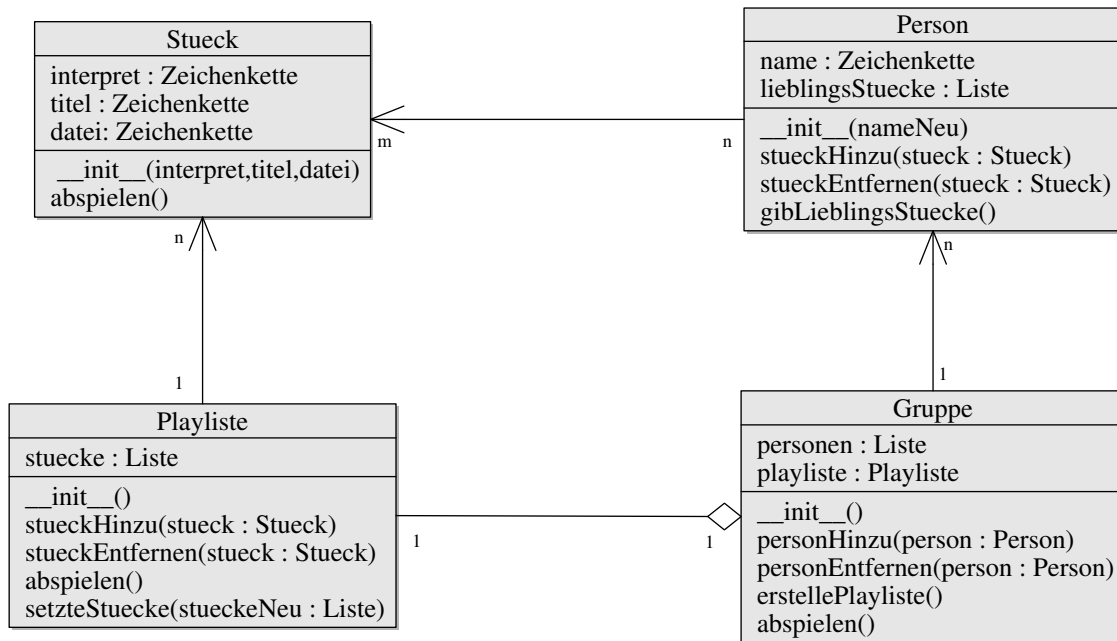 Stueck
interpret : Zeichenkette
titel : Zeichenkette
datei: Zeichenkette
__init__(interpret,titel,datei)
abspielen()
Person
name : Zeichenkette
lieblingsStuecke : Liste
__init__(nameNeu)
stueckHinzu(stueck : Stueck)
stueckEntfernen(stueck : Stueck)
gibLieblingsStuecke()
m
n
n
n
1
1
Playliste
stuecke : Liste
__init__()
stueckHinzu(stueck : Stueck)
stueckEntfernen(stueck : Stueck)
abspielen()
setzteStuecke(stueckeNeu : Liste)
1
1
Gruppe
personen : Liste
playliste : Playliste
__init__()
personHinzu(person : Person)
personEntfernen(person : Person)
erstellePlayliste()
abspielen()